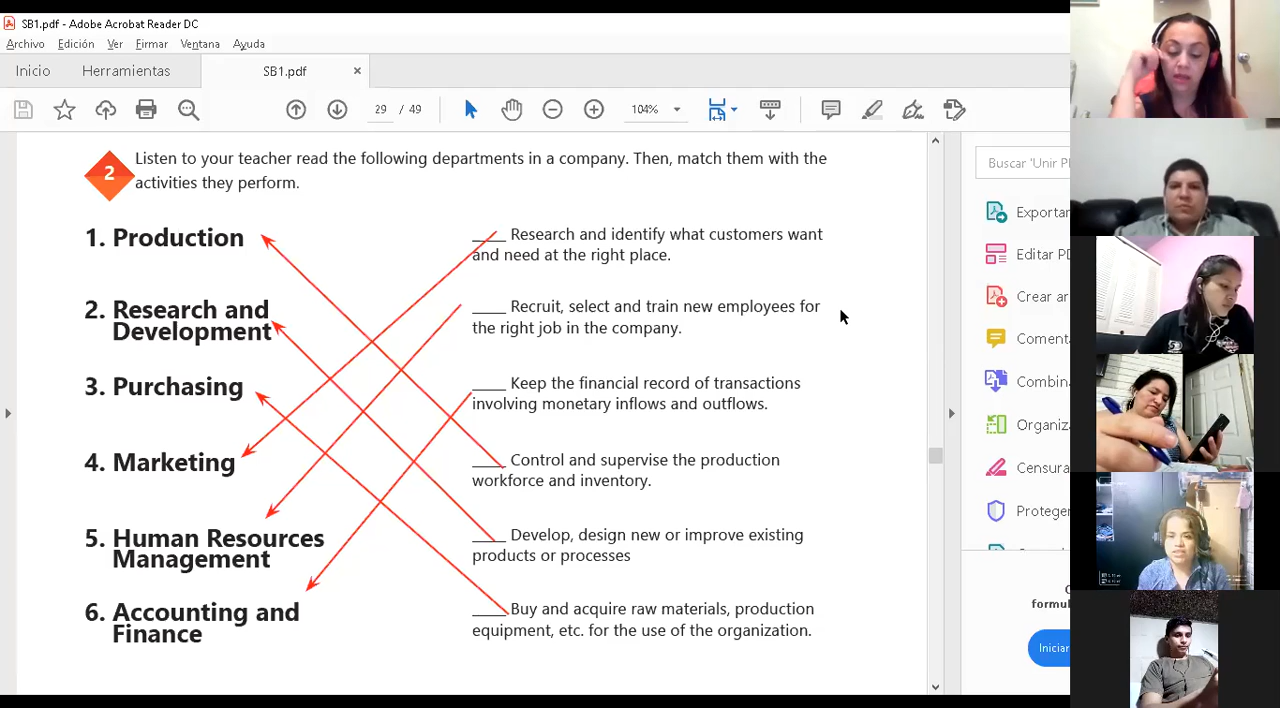 SB1.pdf - Adobe Acrobat Reader DC
Archivo Edición Ver Firmar Ventana Ayuda
Inicio Herramientas SB1.pdf ×
29 / 49 104%
2
Listen to your teacher read the following departments in a company. Then, match them with the
activities they perform.
1. Production
2. Research and
Development
3. Purchasing
4. Marketing
5. Human Resources
Management
6. Accounting and
Finance
____ Research and identify what customers want
and need at the right place.
____ Recruit, select and train new employees for
the right job in the company.
____ Keep the financial record of transactions
involving monetary inflows and outflows.
____ Control and supervise the production
workforce and inventory.
____ Develop, design new or improve existing
products or processes
____ Buy and acquire raw materials, production
equipment, etc. for the use of the organization.
Buscar 'Unir P
Exportar
Editar PD
Crear ar
Comenta
Combin
Organiz
Censura
Proteger
formu
Iniciar